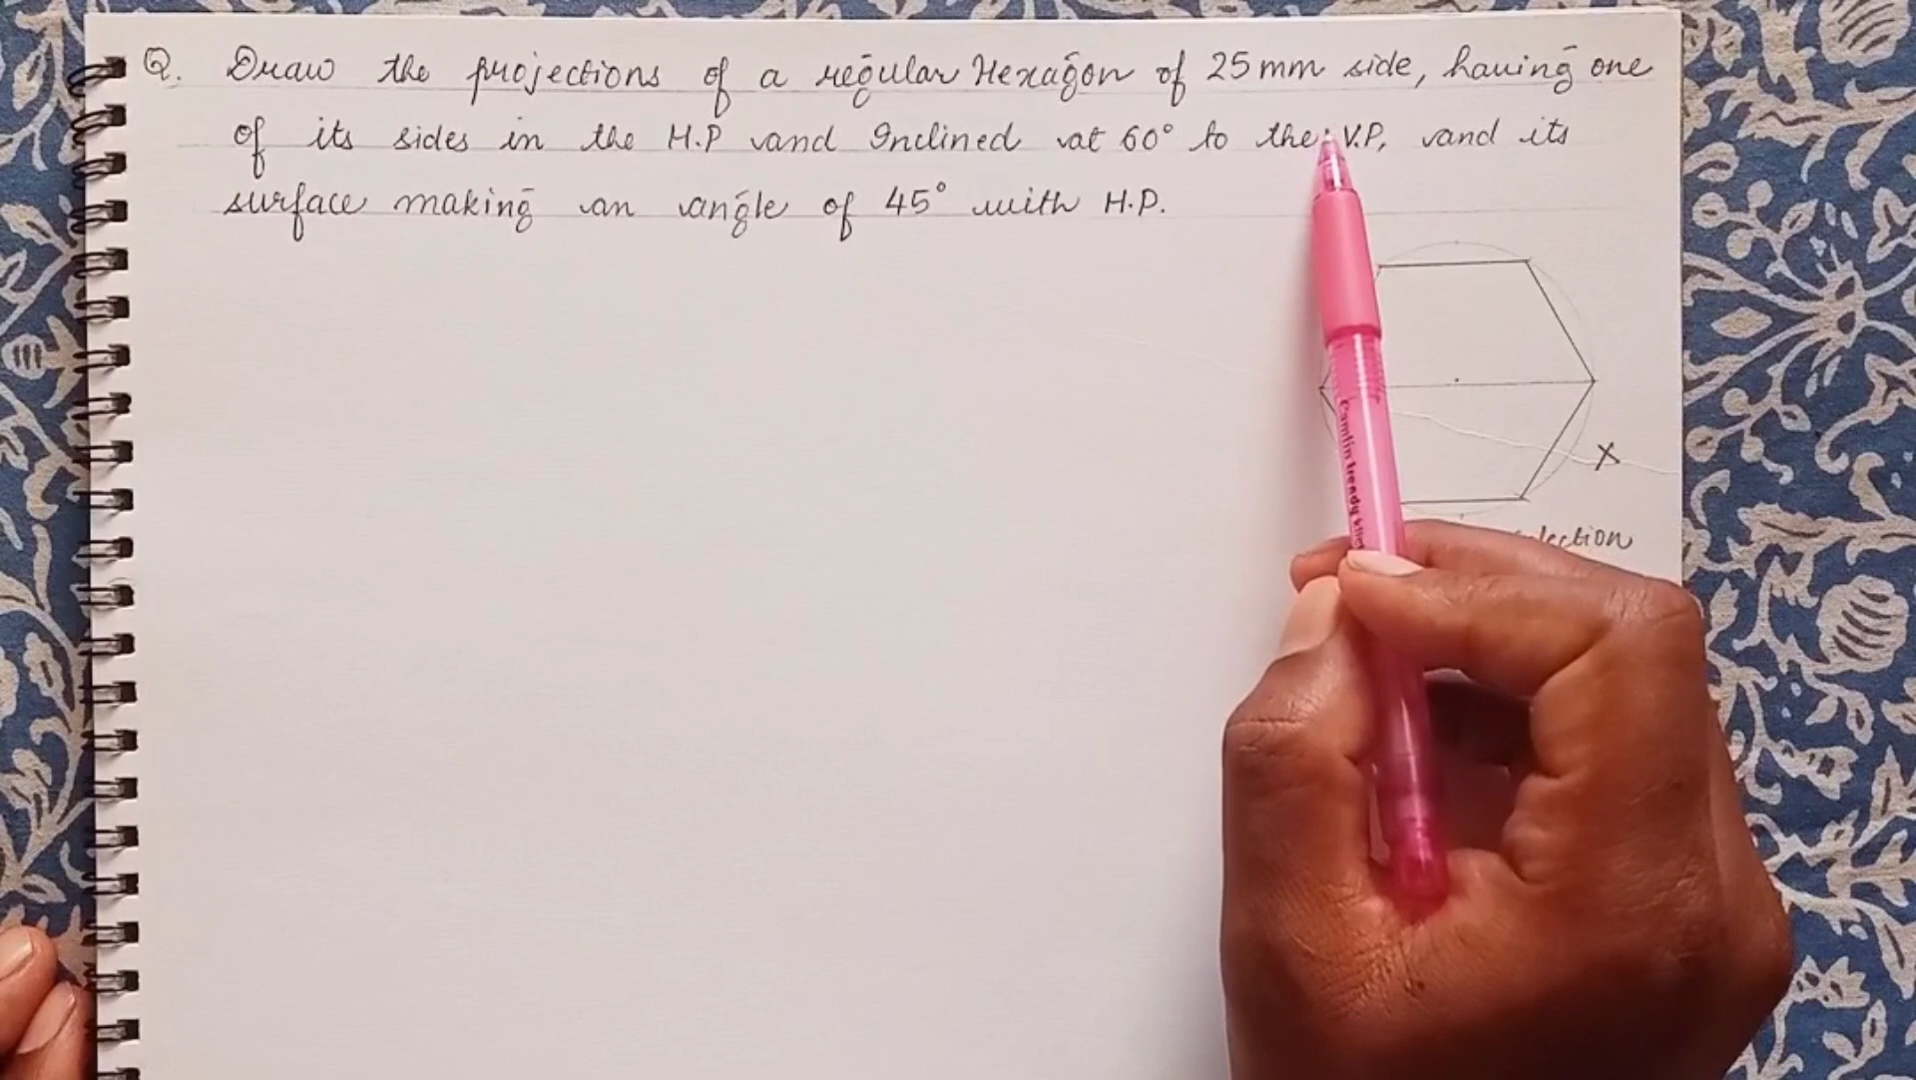 Q. Draw the projections of a regular Hexagon of 25mm side, having one
of its sides in the H.P and Inclined at 60° to the V.P, and its
surface making an angle of 45° with H.P.
X
Camlin trendy